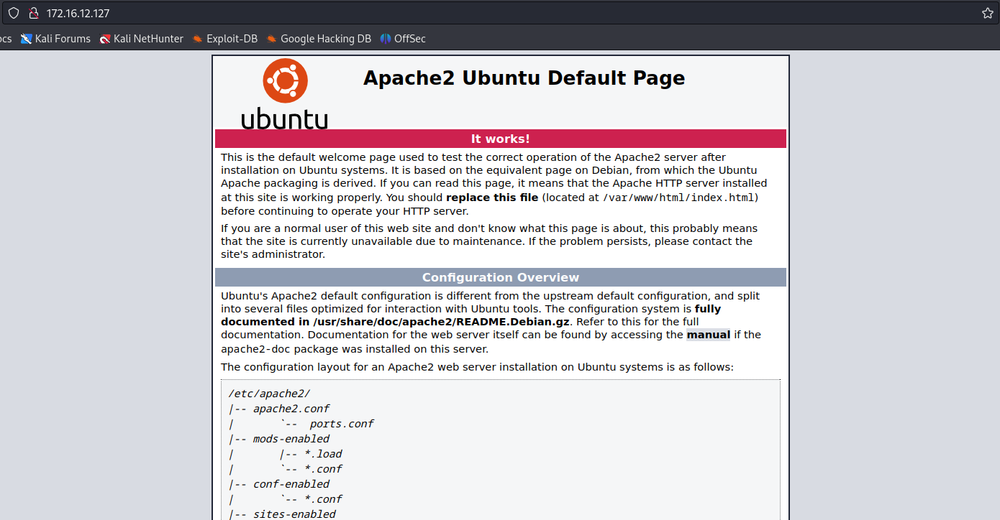 172.16.12.127
ocs Kali Forums Kali NetHunter Exploit-DB Google Hacking DB OffSec
Apache2 Ubuntu Default Page
ubuntu
It works!
This is the default welcome page used to test the correct operation of the Apache2 server after
installation on Ubuntu systems. It is based on the equivalent page on Debian, from which the Ubuntu
Apache packaging is derived. If you can read this page, it means that the Apache HTTP server installed
at this site is working properly. You should replace this file (located at /var/www/html/index.html)
before continuing to operate your HTTP server.
If you are a normal user of this web site and don't know what this page is about, this probably means
that the site is currently unavailable due to maintenance. If the problem persists, please contact the
site's administrator.
Configuration Overview
Ubuntu's Apache2 default configuration is different from the upstream default configuration, and split
into several files optimized for interaction with Ubuntu tools. The configuration system is fully
documented in /usr/share/doc/apache2/README.Debian.gz. Refer to this for the full
documentation. Documentation for the web server itself can be found by accessing the manual if the
apache2-doc package was installed on this server.
The configuration layout for an Apache2 web server installation on Ubuntu systems is as follows:
/etc/apache2/
|-- apache2.conf
|       `--  ports.conf
|-- mods-enabled
|       |-- *.load
|       `-- *.conf
|-- conf-enabled
|       `-- *.conf
|-- sites-enabled